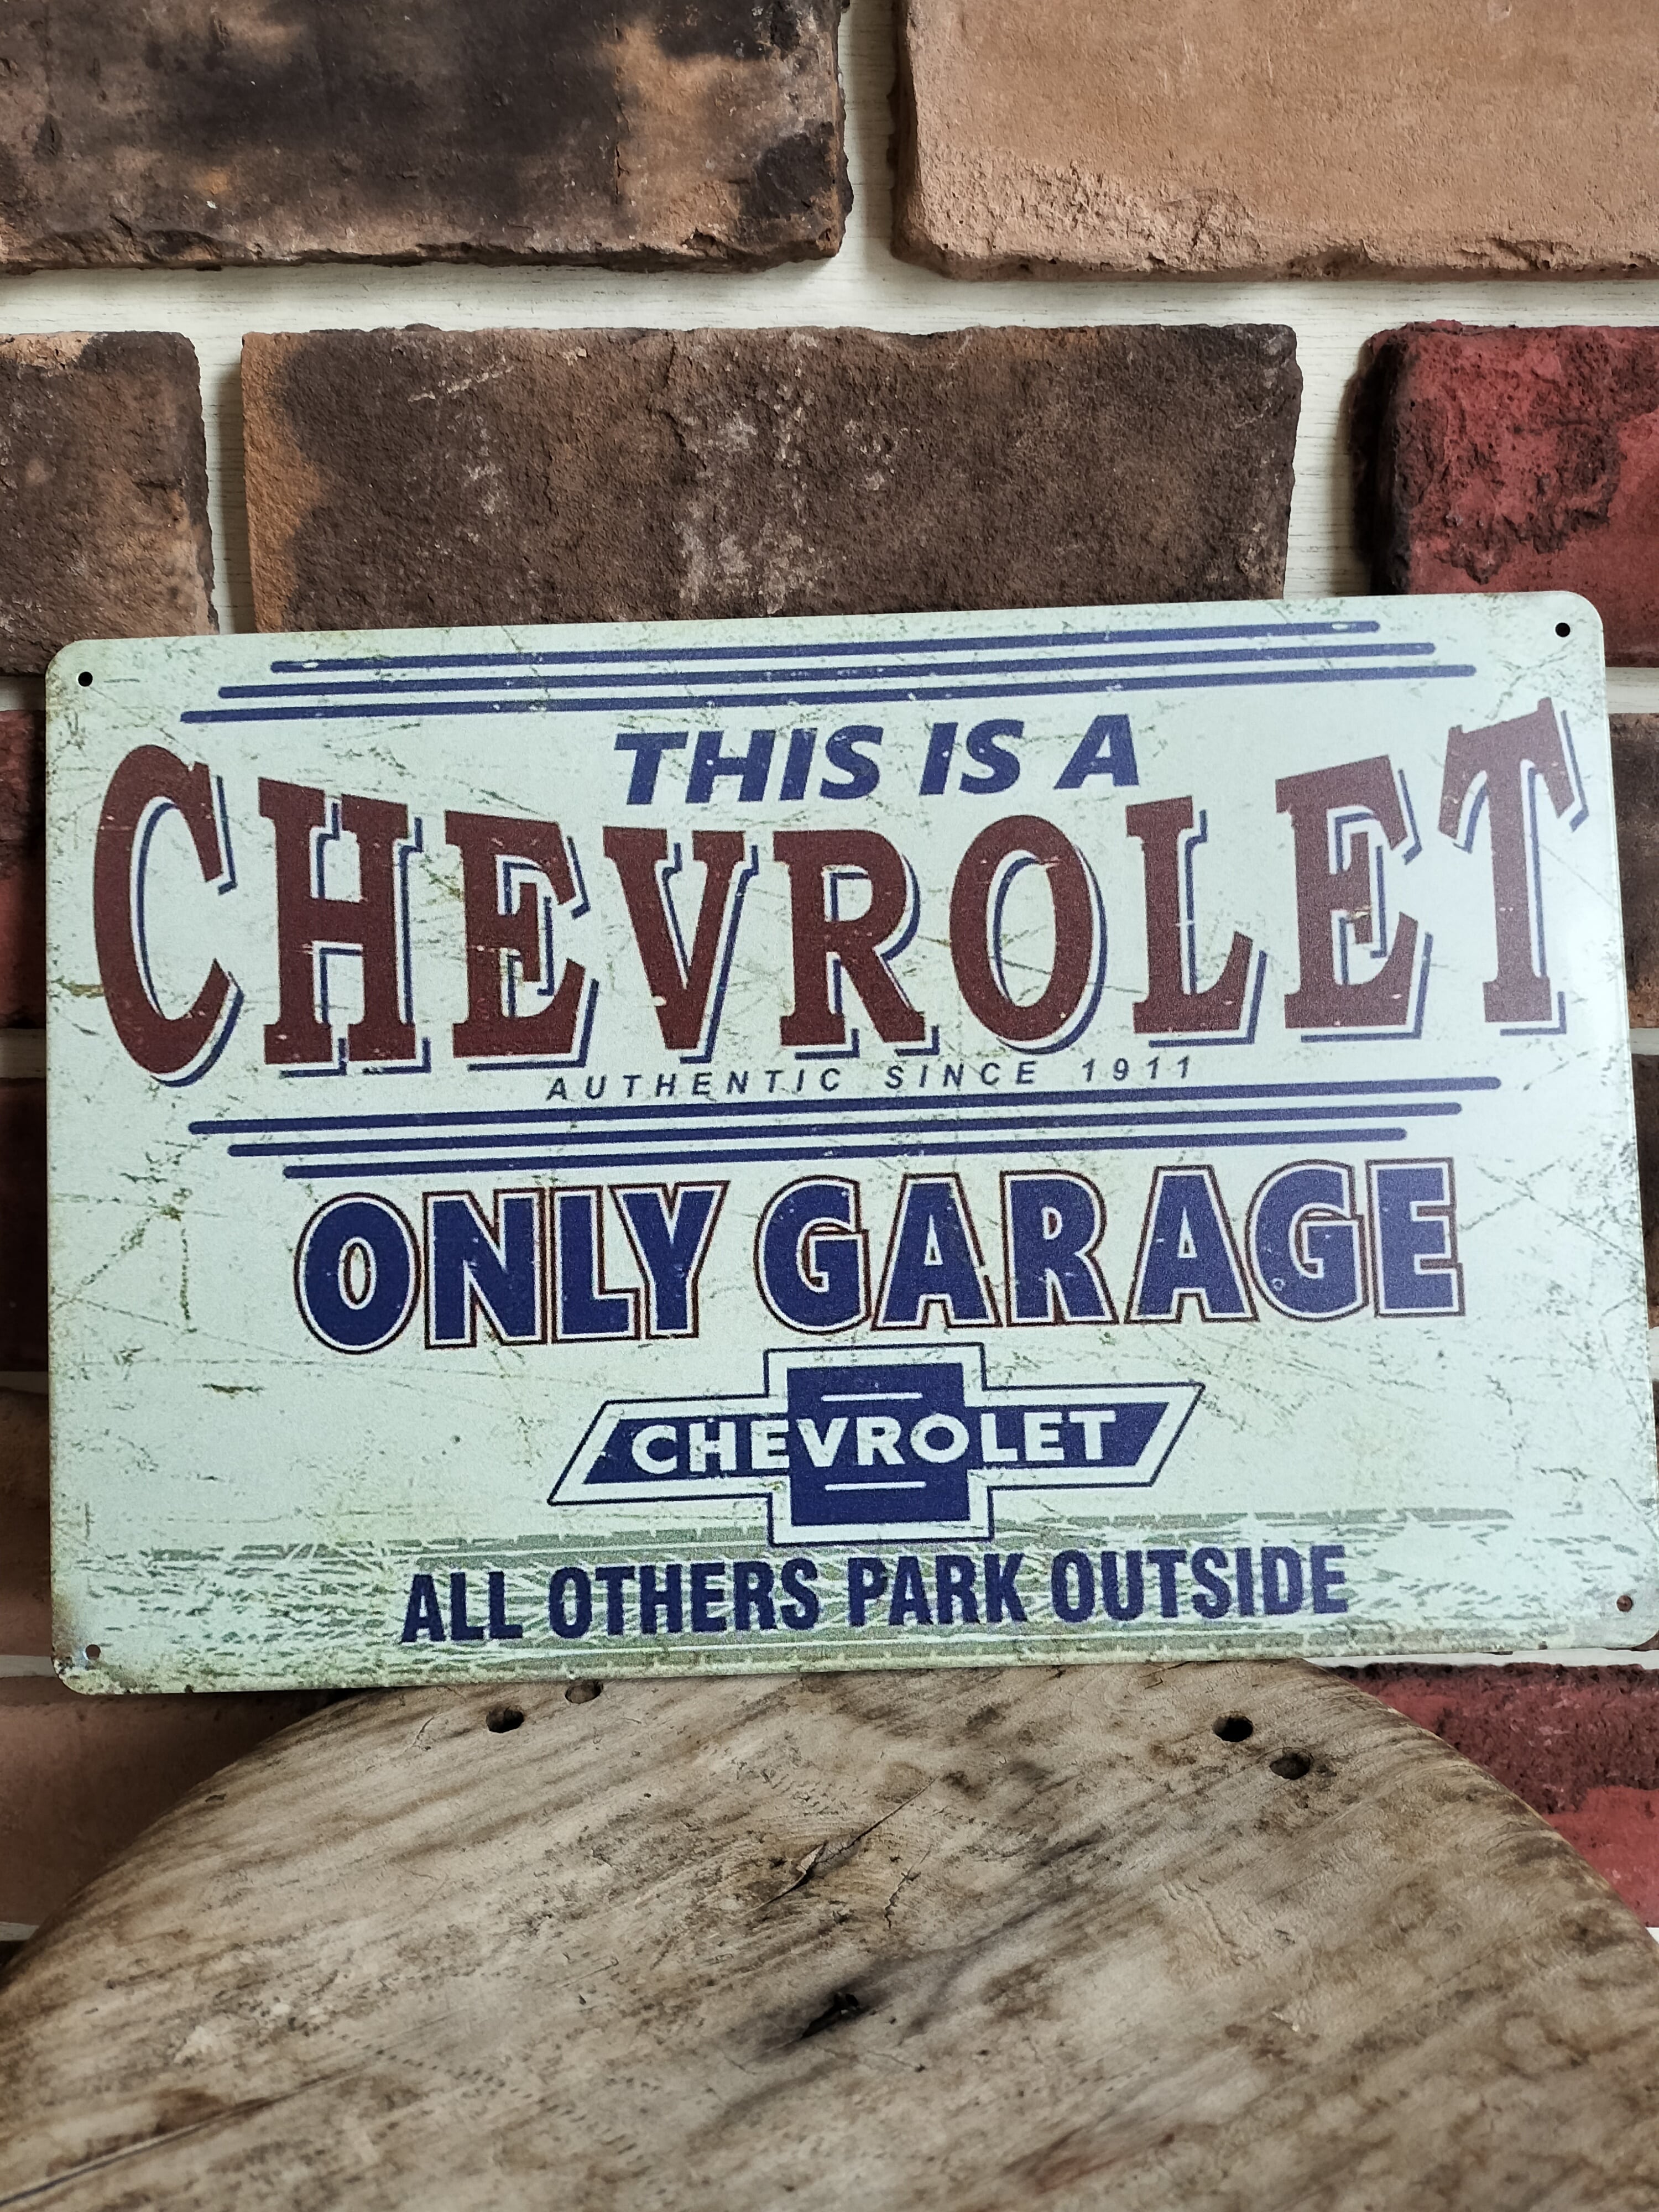 THIS IS A
CHEVROLET
AUTHENTIC SINCE 1911
ONLY GARAGE
CHEVROLET
ALL OTHERS PARK OUTSIDE